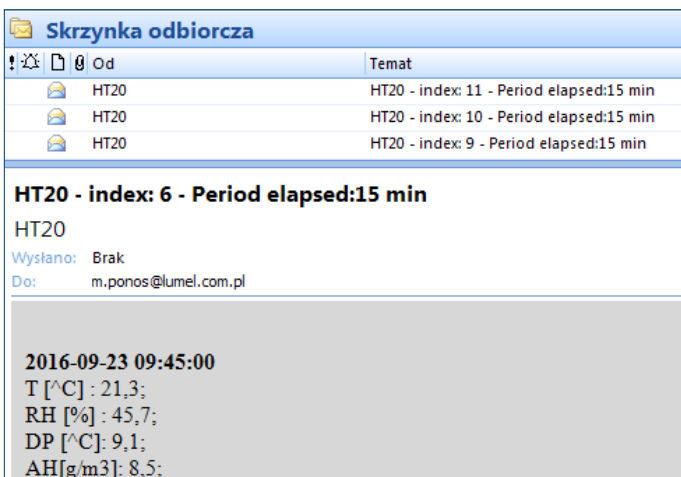 Skrzynka odbiorcza
! Od Temat
HT20 HT20 - index: 11 - Period elapsed:15 min
HT20 HT20 - index: 10 - Period elapsed:15 min
HT20 HT20 - index: 9 - Period elapsed:15 min
HT20 - index: 6 - Period elapsed:15 min
HT20
Wysłano: Brak
Do: m.ponos@lumel.com.pl
2016-09-23 09:45:00
T [^C] : 21,3;
RH [%] : 45,7;
DP [^C]: 9,1;
AH[g/m3]: 8,5;